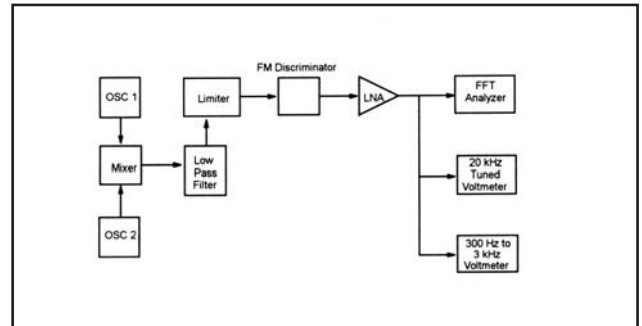 FM Discriminator
OSC 1
Limiter
LNA
FFT
Analyzer
Mixer
Low
Pass
Filter
20 kHz
Tuned
Voltmeter
OSC 2
300 Hz to
3 kHz
Voltmeter